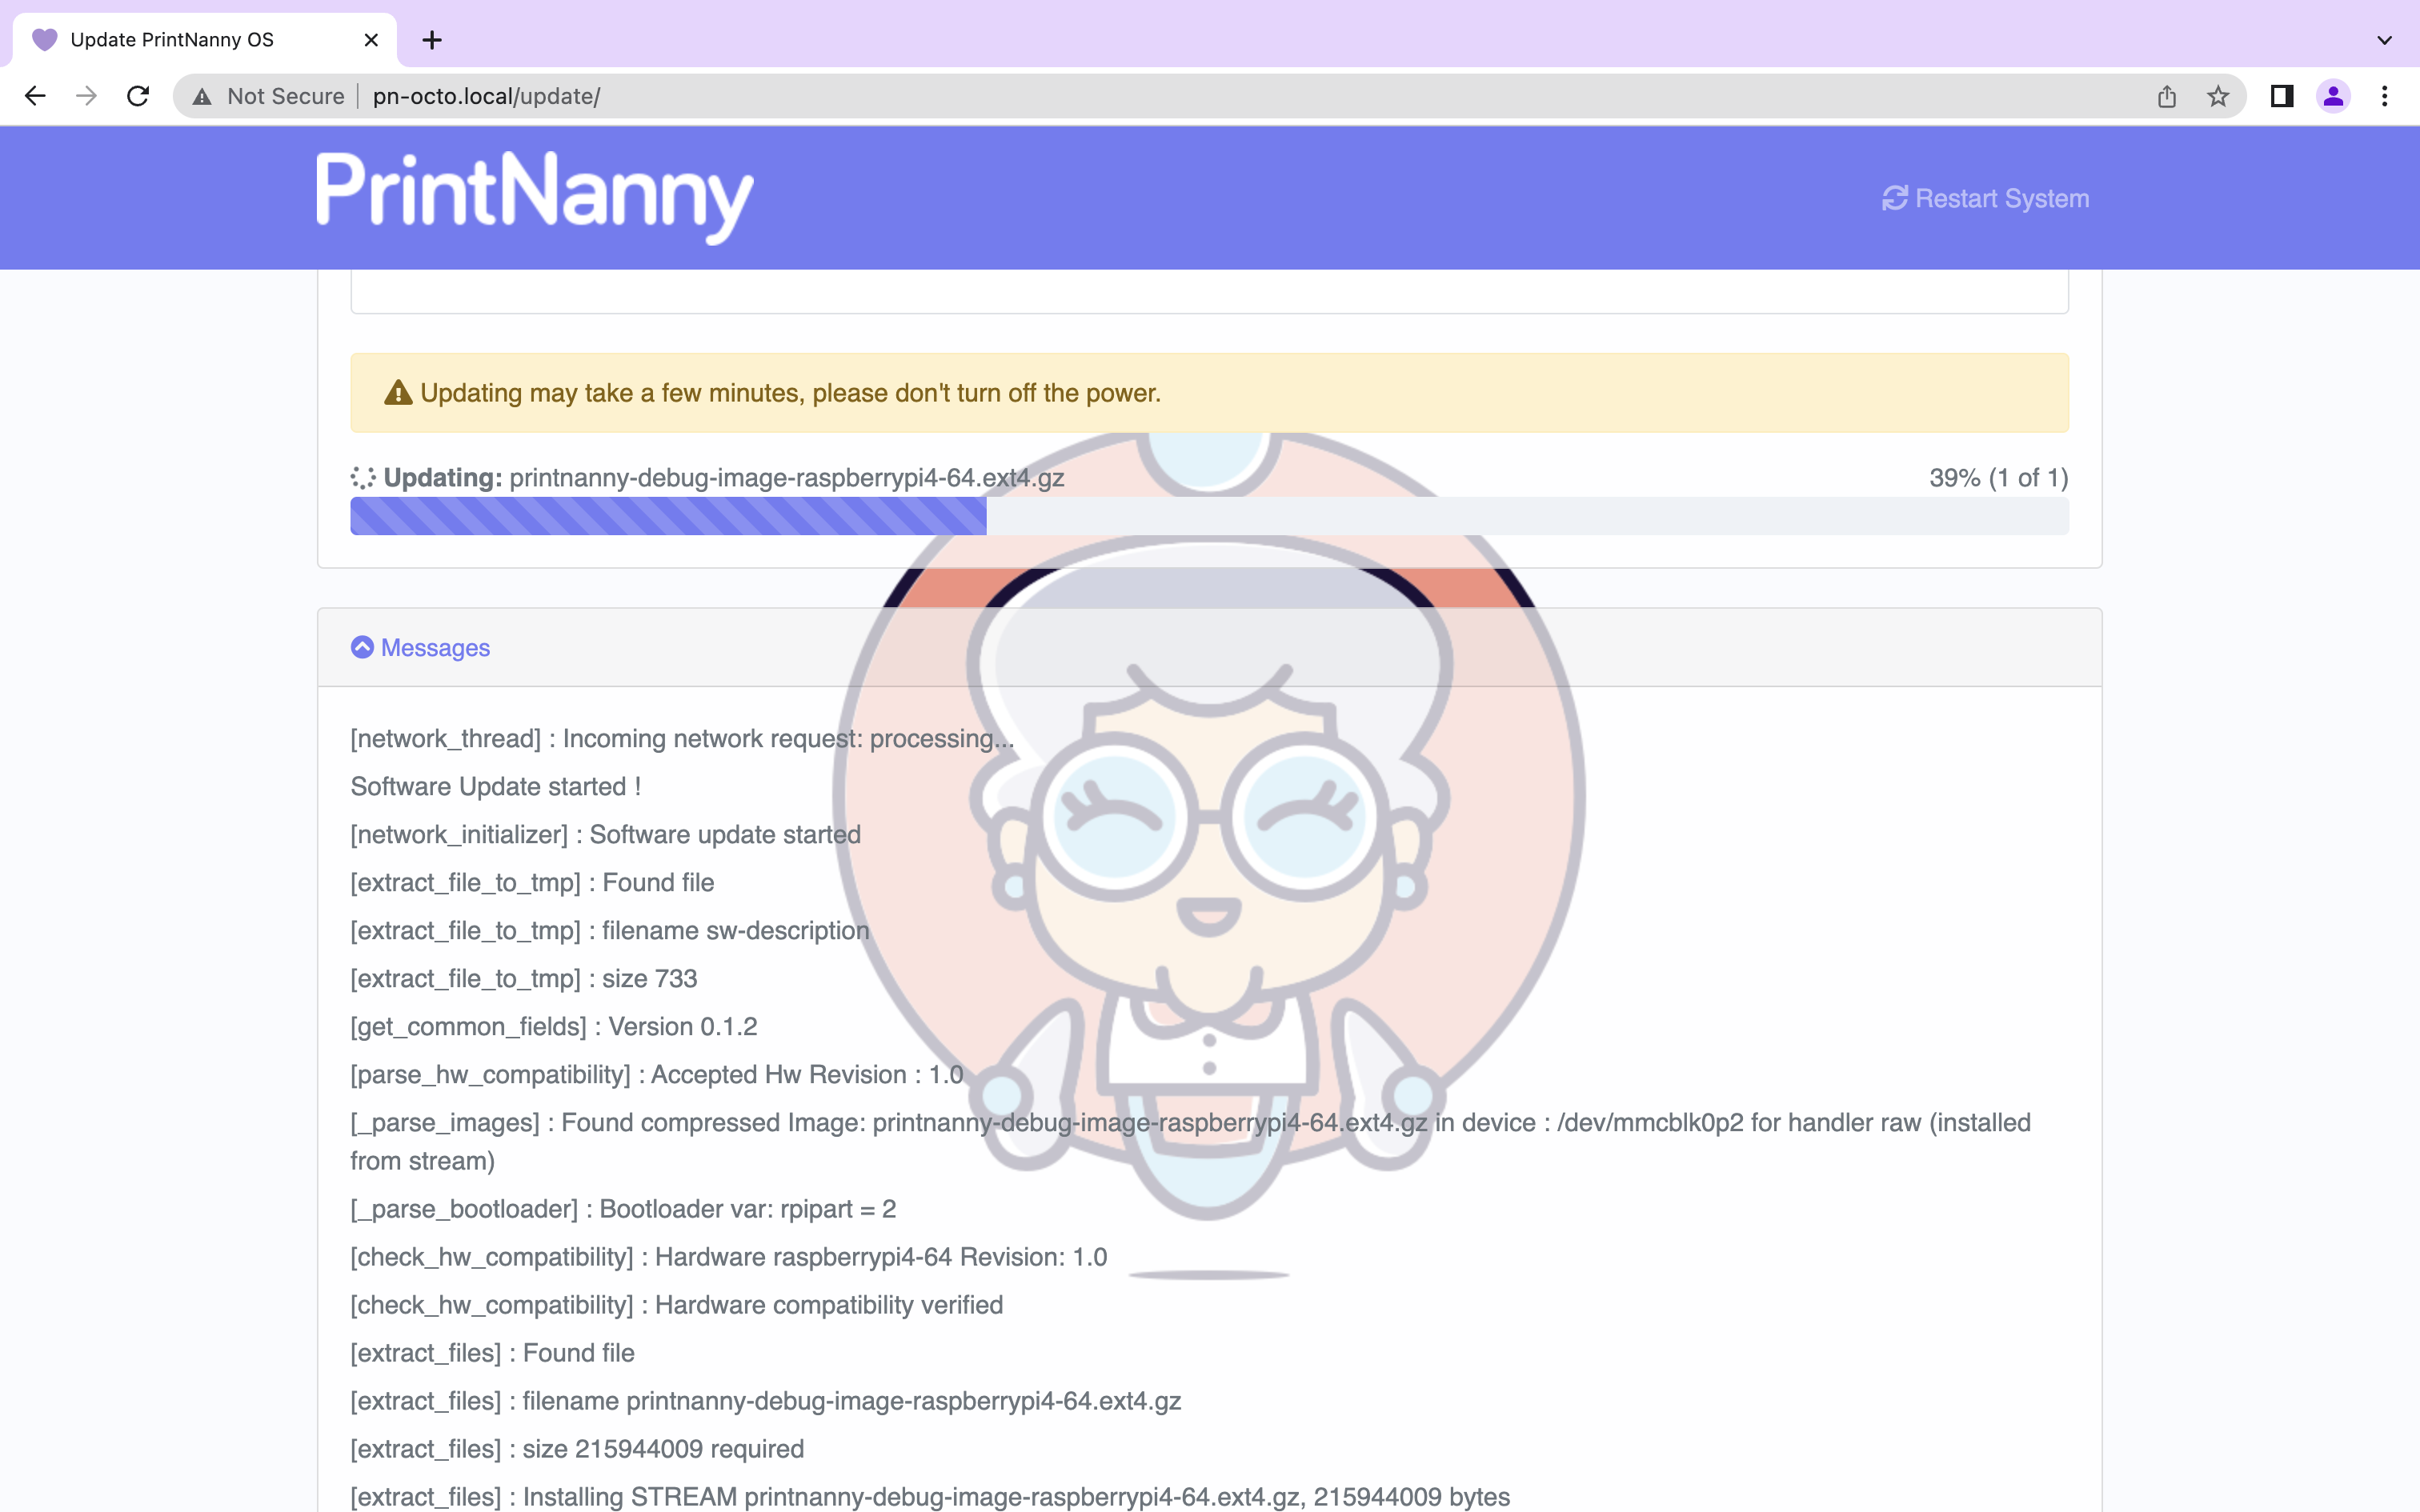 Update PrintNanny OS
Not Secure pn-octo.local/update/
PrintNanny
Restart System
Updating may take a few minutes, please don't turn off the power.
Updating: printnanny-debug-image-raspberrypi4-64.ext4.gz 39% (1 of 1)
Messages
[network_thread] : Incoming network request: processing...
Software Update started !
[network_initializer] : Software update started
[extract_file_to_tmp] : Found file
[extract_file_to_tmp] : filename sw-description
[extract_file_to_tmp] : size 733
[get_common_fields] : Version 0.1.2
[parse_hw_compatibility] : Accepted Hw Revision : 1.0
[_parse_images] : Found compressed Image: printnanny-debug-image-raspberrypi4-64.ext4.gz in device : /dev/mmcblk0p2 for handler raw (installed
from stream)
[_parse_bootloader] : Bootloader var: rpipart = 2
[check_hw_compatibility] : Hardware raspberrypi4-64 Revision: 1.0
[check_hw_compatibility] : Hardware compatibility verified
[extract_files] : Found file
[extract_files] : filename printnanny-debug-image-raspberrypi4-64.ext4.gz
[extract_files] : size 215944009 required
[extract_files] : Installing STREAM printnanny-debug-image-raspberrypi4-64.ext4.gz, 215944009 bytes